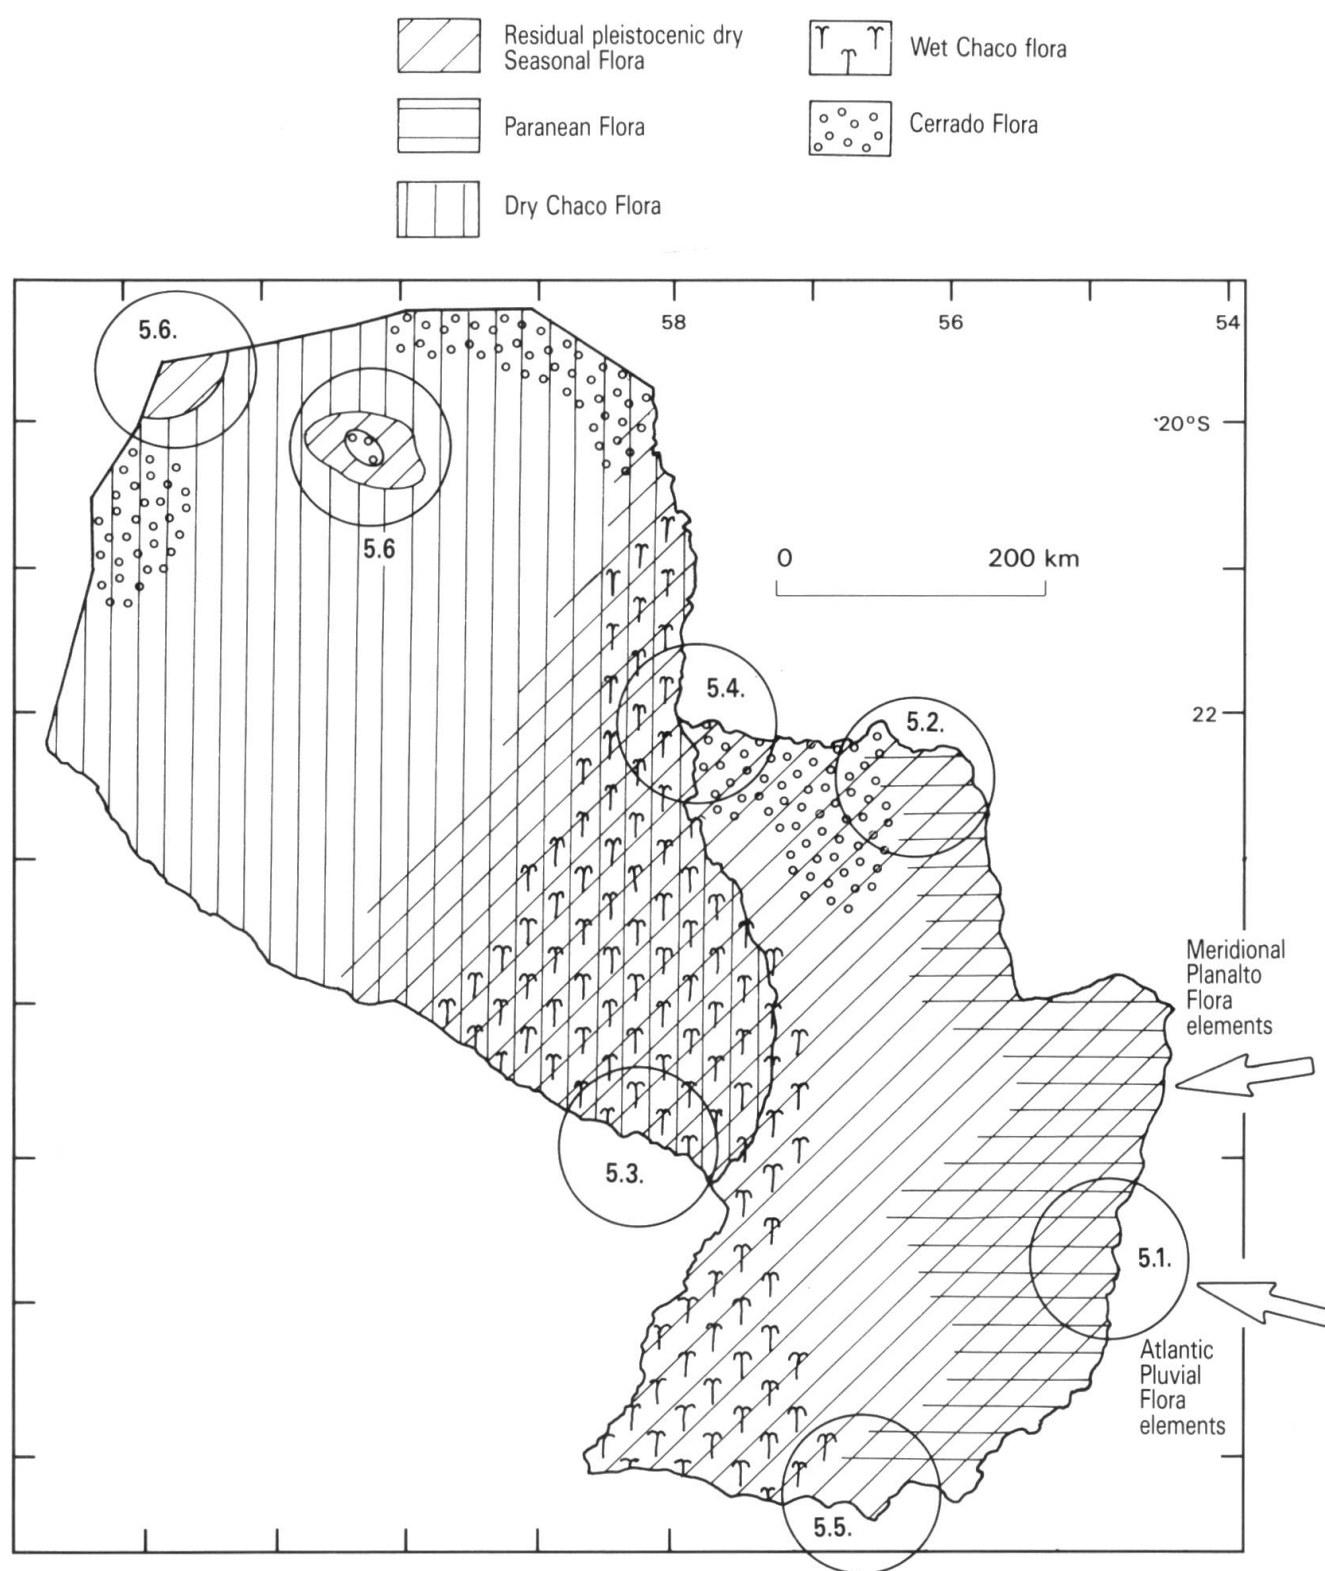 Residual pleistocenic dry
Seasonal Flora
Paranean Flora
Dry Chaco Flora
Wet Chaco flora
Cerrado Flora
58
56
54
5.6.
20°S
5.6
0
200 km
5.4.
5.2.
22
Meridional
Planalto
Flora
elements
5.3.
5.1.
Atlantic
Pluvial
Flora
elements
5.5.